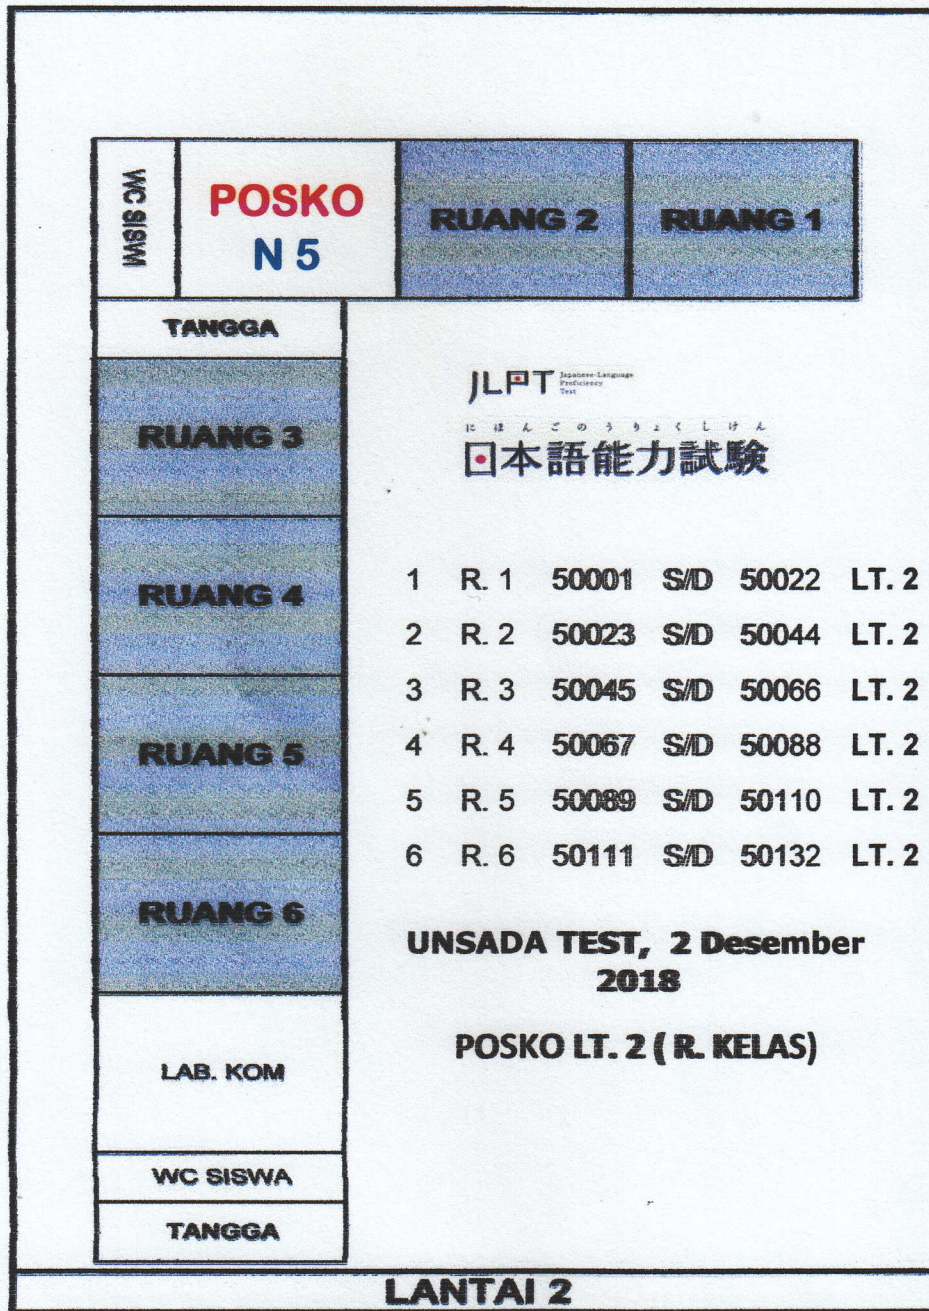 WC SISWI
POSKO
N 5
RUANG 2
RUANG 1
TANGGA
RUANG 3
RUANG 4
RUANG 5
RUANG 6
LAB. KOM
WC SISWA
TANGGA
JLPT Japanese-Language
Proficiency
Test
にほんごのうりょくしけん
日本語能力試験
1 R. 1 50001 S/D 50022 LT. 2
2 R. 2 50023 S/D 50044 LT. 2
3 R. 3 50045 S/D 50066 LT. 2
4 R. 4 50067 S/D 50088 LT. 2
5 R. 5 50089 S/D 50110 LT. 2
6 R. 6 50111 S/D 50132 LT. 2
UNSADA TEST, 2 Desember
2018
POSKO LT. 2 ( R. KELAS)
LANTAI 2